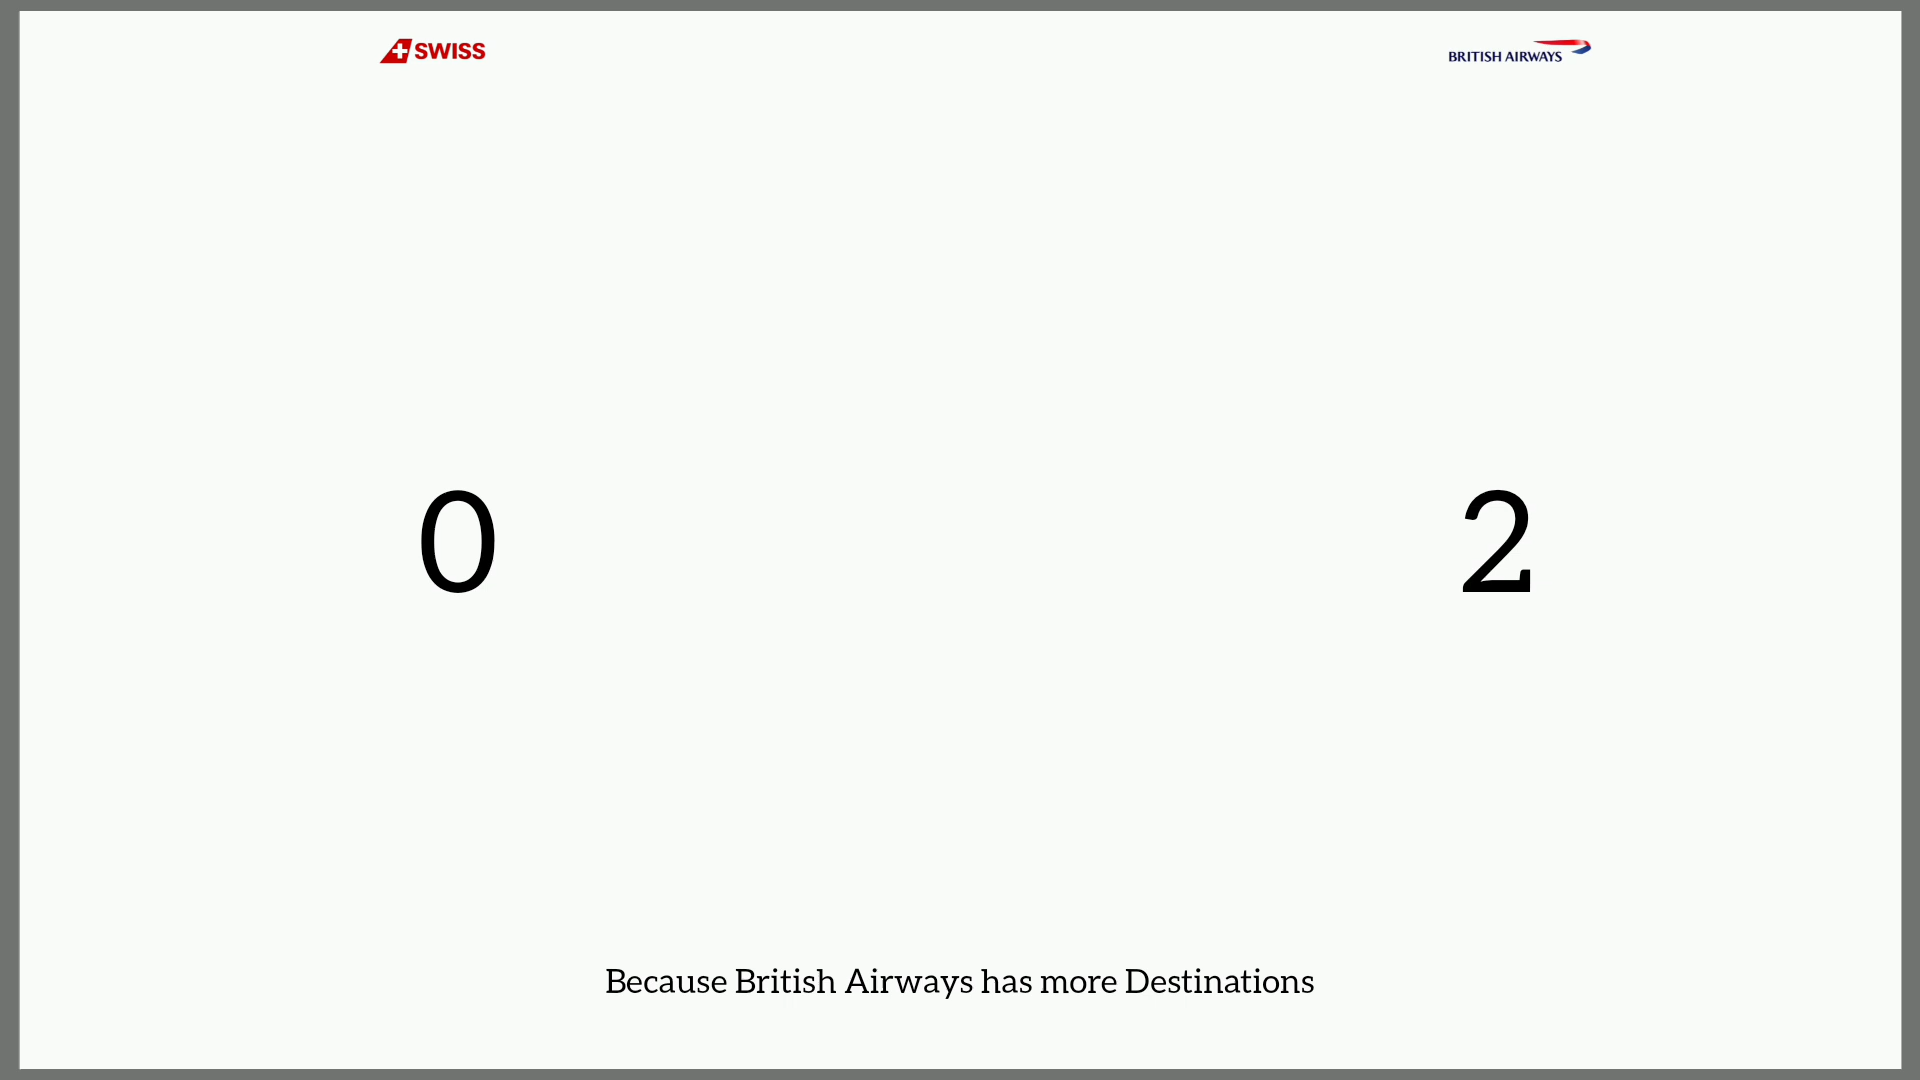 SWISS
BRITISH AIRWAYS
0
2
Because British Airways has more Destinations